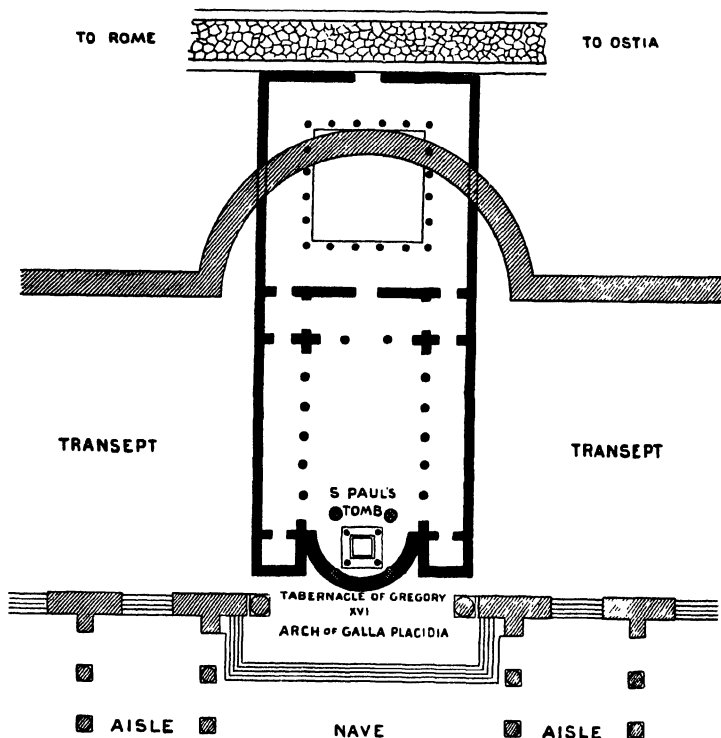 TO ROME
TO OSTIA
TRANSEPT
TRANSEPT
S PAUL'S
TOMB
TABERNACLE OF GREGORY
XVI
ARCH OF GALLA PLACIDIA
AISLE
NAVE
AISLE